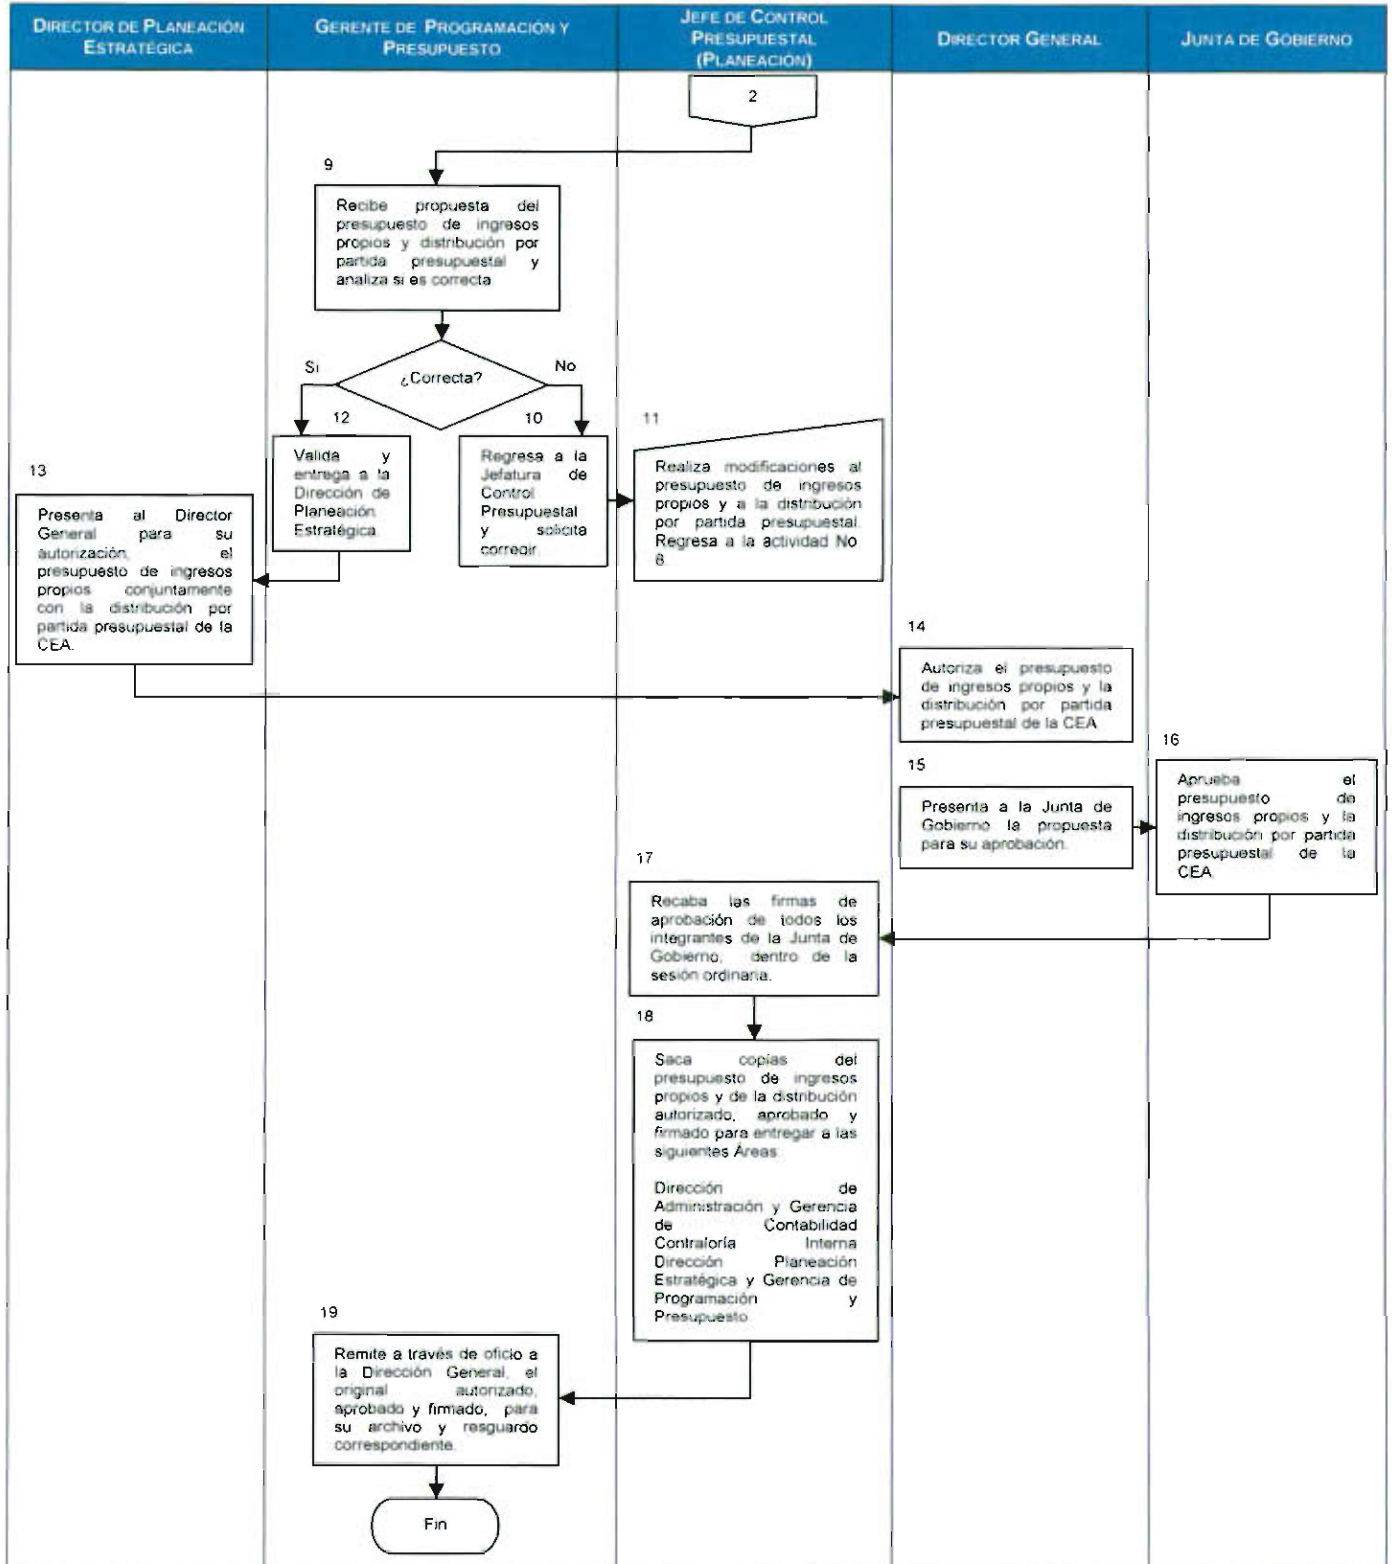 DIRECTOR DE PLANEACIÓN
ESTRATÉGICA
GERENTE DE PROGRAMACIÓN Y
PRESUPUESTO
JEFE DE CONTROL
PRESUPUESTAL
(PLANEACIÓN)
DIRECTOR GENERAL
JUNTA DE GOBIERNO
2
9
Recibe propuesta del
presupuesto de ingresos
propios y distribución por
partida presupuestal y
analiza si es correcta
¿Correcta?
Si
No
12
Valida y
entrega a la
Dirección de
Planeación
Estratégica.
10
Regresa a la
Jefatura de
Control
Presupuestal
y solicita
corregir.
11
Realiza modificaciones al
presupuesto de ingresos
propios y a la distribución
por partida presupuestal.
Regresa a la actividad No
8
13
Presenta al Director
General para su
autorización, el
presupuesto de ingresos
propios conjuntamente
con la distribución por
partida presupuestal de la
CEA.
14
Autoriza el presupuesto
de ingresos propios y la
distribución por partida
presupuestal de la CEA
15
Presenta a la Junta de
Gobierno la propuesta
para su aprobación.
16
Aprueba el
presupuesto de
ingresos propios y la
distribución por partida
presupuestal de la
CEA
17
Recaba las firmas de
aprobación de todos los
integrantes de la Junta de
Gobierno, dentro de la
sesión ordinaria.
18
Saca copias del
presupuesto de ingresos
propios y de la distribución
autorizado, aprobado y
firmado para entregar a las
siguientes Áreas
Dirección de
Administración y Gerencia
de Contabilidad
Contraloría Interna
Dirección Planeación
Estratégica y Gerencia de
Programación y
Presupuesto
19
Remite a través de oficio a
la Dirección General, el
original autorizado,
aprobado y firmado, para
su archivo y resguardo
correspondiente.
Fin